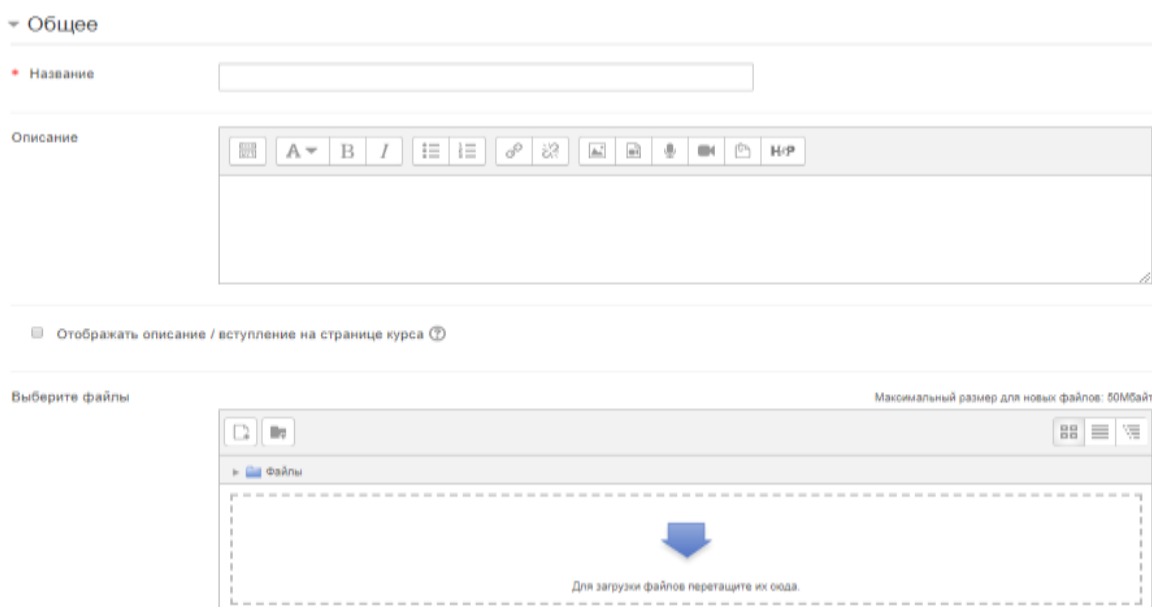 Общее
* Название
Описание
A B I H-P
Отображать описание / вступление на странице курса ?
Выберите файлы
Максимальный размер для новых файлов: 50Мбайт
Файлы
Для загрузки файлов перетащите их сюда.